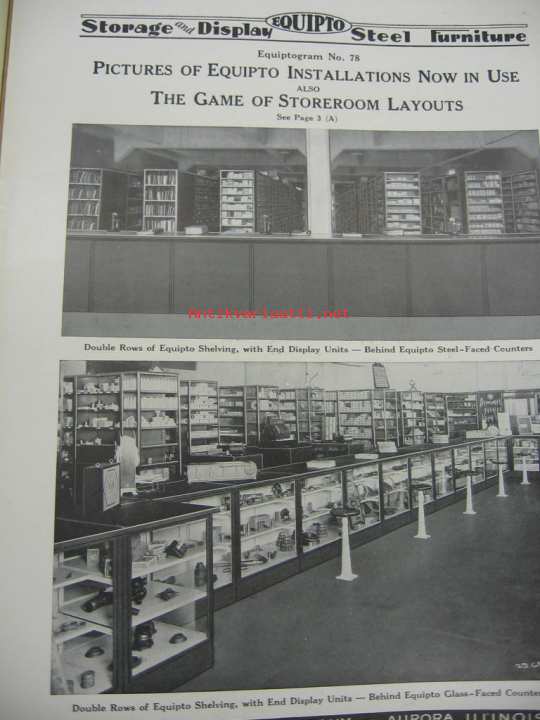 Storage and Display EQUIPTO Steel Furniture
Equiptogram No. 78
PICTURES OF EQUIPTO INSTALLATIONS NOW IN USE
ALSO
THE GAME OF STOREROOM LAYOUTS
See Page 3 (A)
Antikvariaatti.net
Double Rows of Equipto Shelving, with End Display Units — Behind Equipto Steel-Faced Counters
Double Rows of Equipto Shelving, with End Display Units — Behind Equipto Glass-Faced Counters
AURORA ILLINOIS